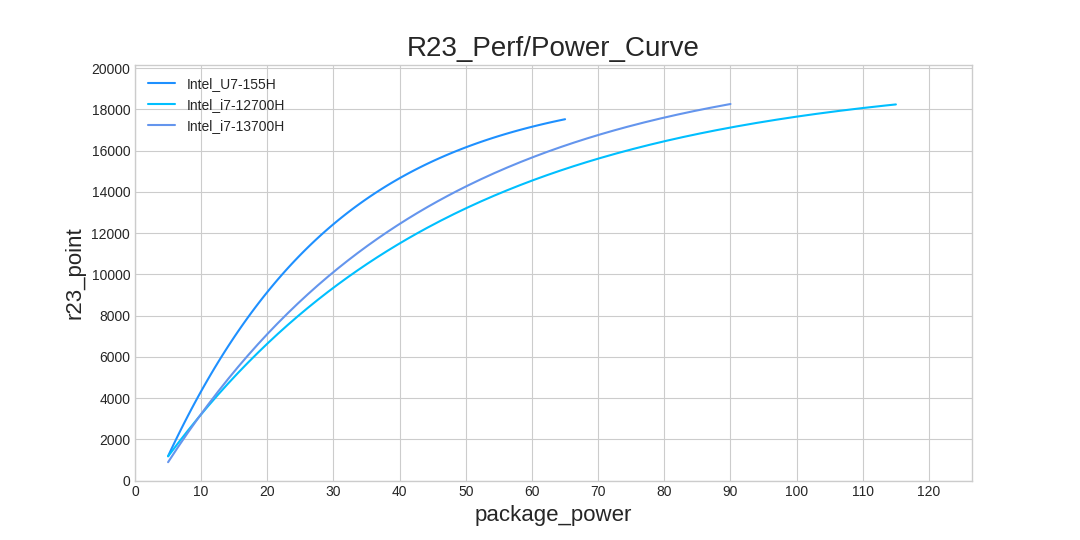 R23_Perf/Power_Curve
Intel_U7-155H
Intel_i7-12700H
Intel_i7-13700H
r23_point
20000
18000
16000
14000
12000
10000
8000
6000
4000
2000
0
0 10 20 30 40 50 60 70 80 90 100 110 120
package_power